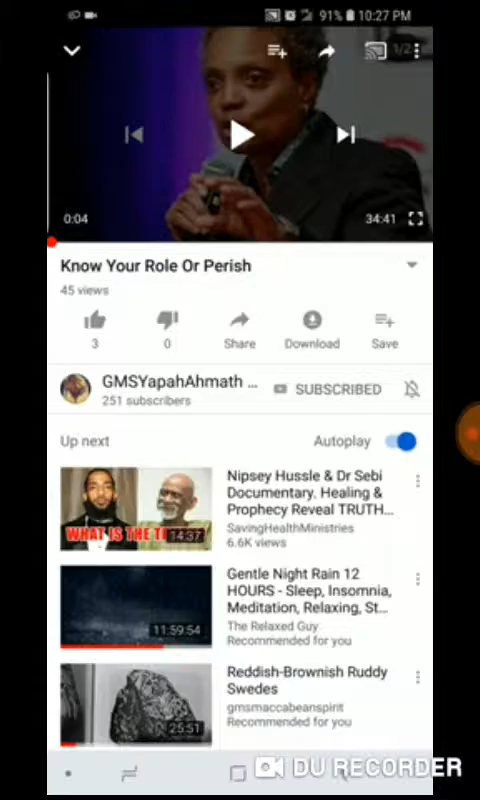 91% 10:27 PM
1/2
0:04 34:41
Know Your Role Or Perish
45 views
3 0 Share Download Save
GMSYapahAhmath ... SUBSCRIBED
251 subscribers
Up next Autoplay
Nipsey Hussle & Dr Sebi
Documentary. Healing &
Prophecy Reveal TRUTH...
SavingHealthMinistries
6.6K views
WHAT IS THE
14:37
Gentle Night Rain 12
HOURS - Sleep, Insomnia,
Meditation, Relaxing, St...
The Relaxed Guy
Recommended for you
11:59:54
Reddish-Brownish Ruddy
Swedes
gmsmaccabeanspirit
Recommended for you
25:51
DU RECORDER